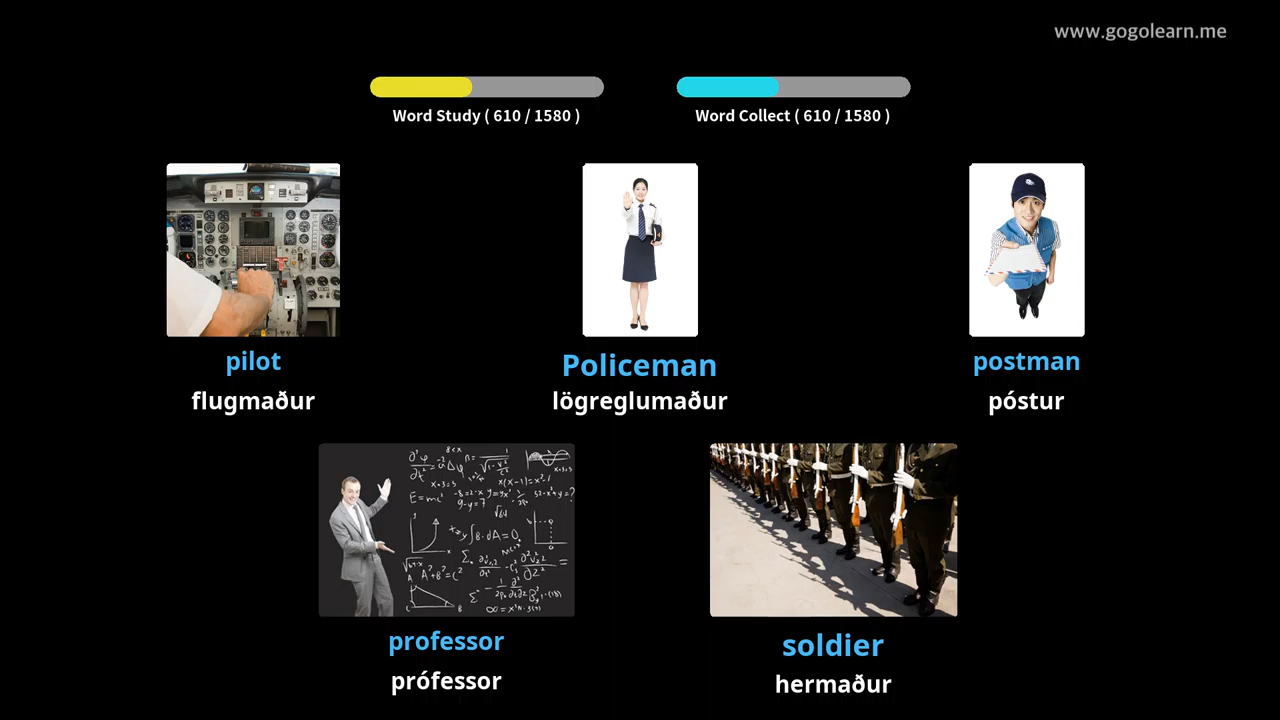 www.gogolearn.me
Word Study ( 610 / 1580 )
Word Collect ( 610 / 1580 )
pilot
flugmaður
Policeman
lögreglumaður
postman
póstur
professor
prófessor
soldier
hermaður